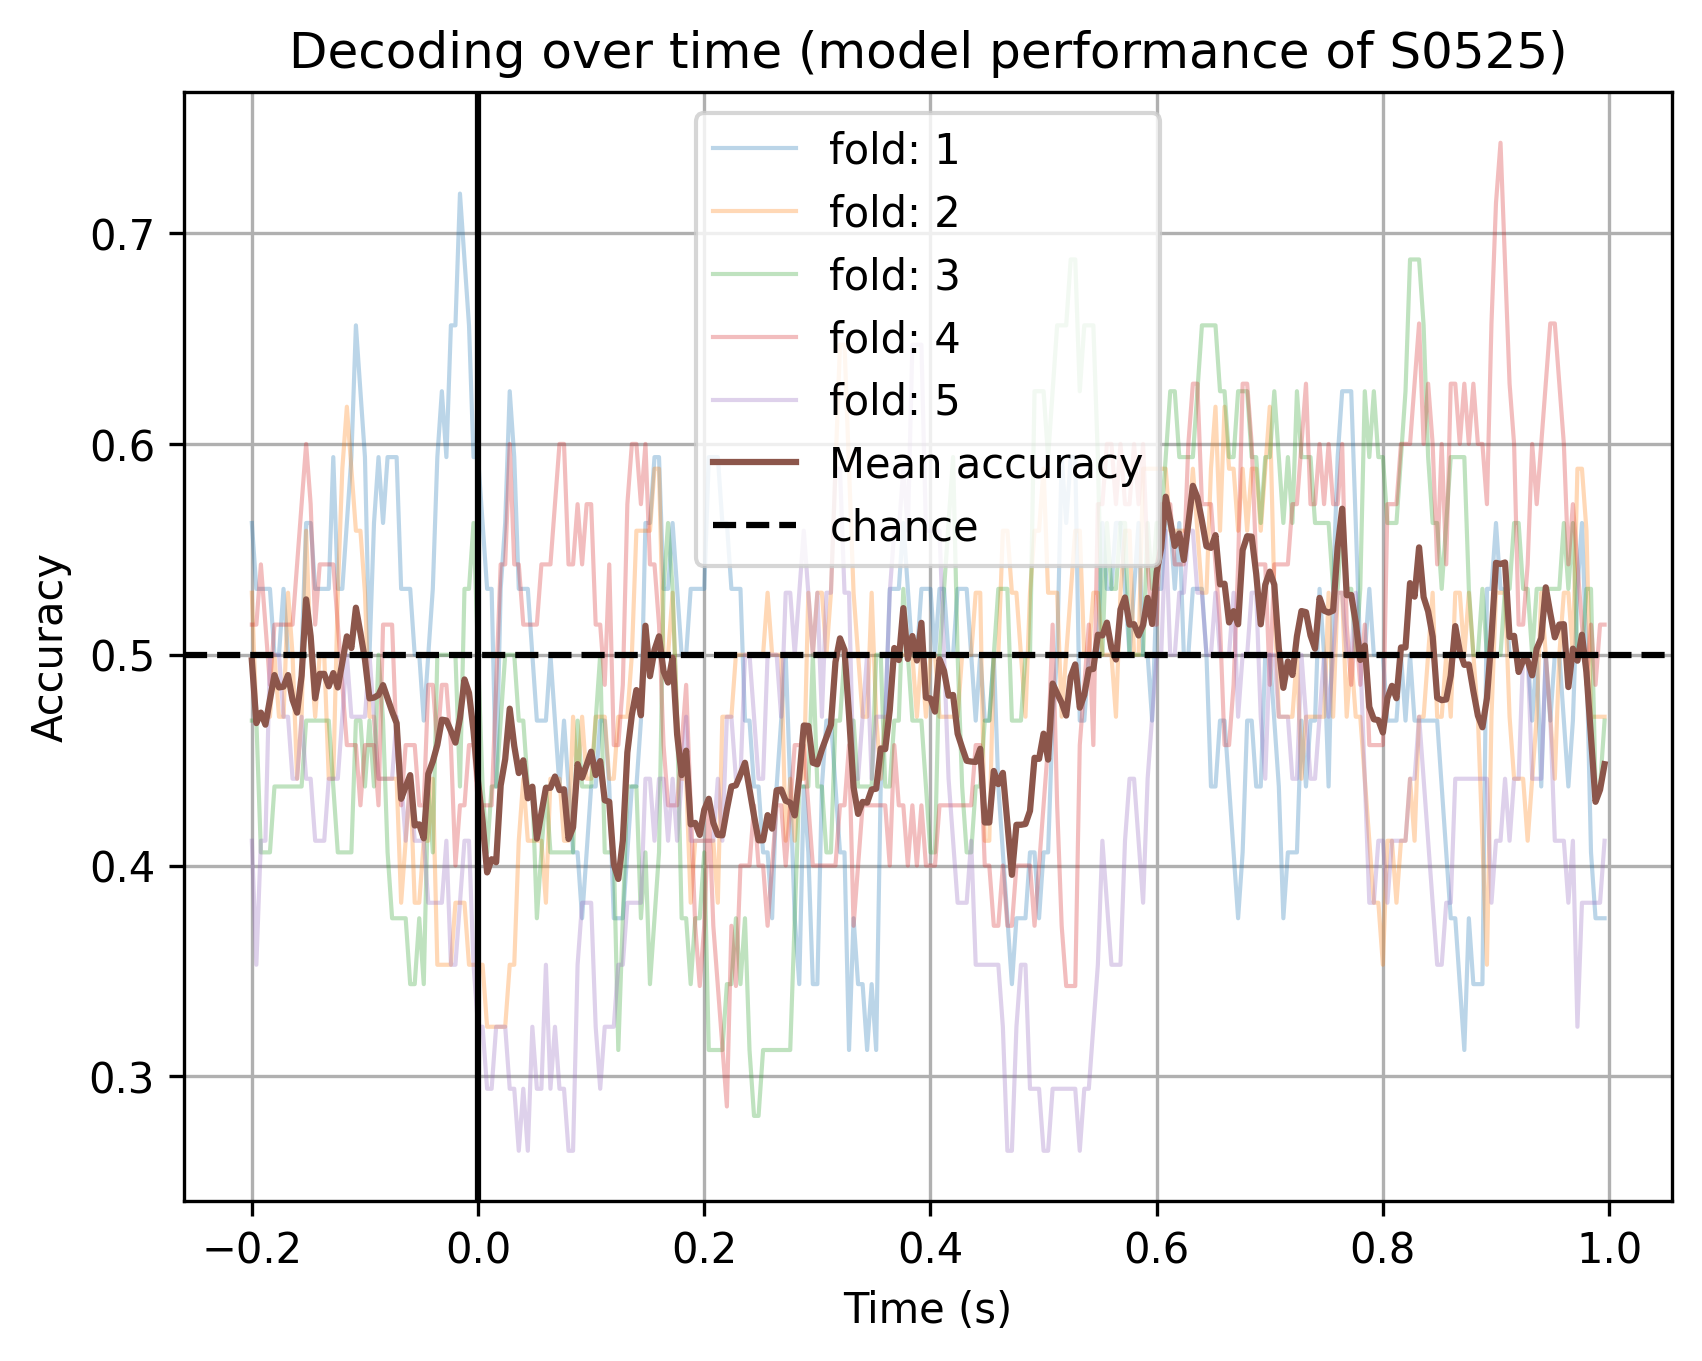 Decoding over time (model performance of S0525)
fold: 1
fold: 2
fold: 3
fold: 4
fold: 5
Mean accuracy
chance
Accuracy
0.7
0.6
0.5
0.4
0.3
−0.2 0.0 0.2 0.4 0.6 0.8 1.0
Time (s)